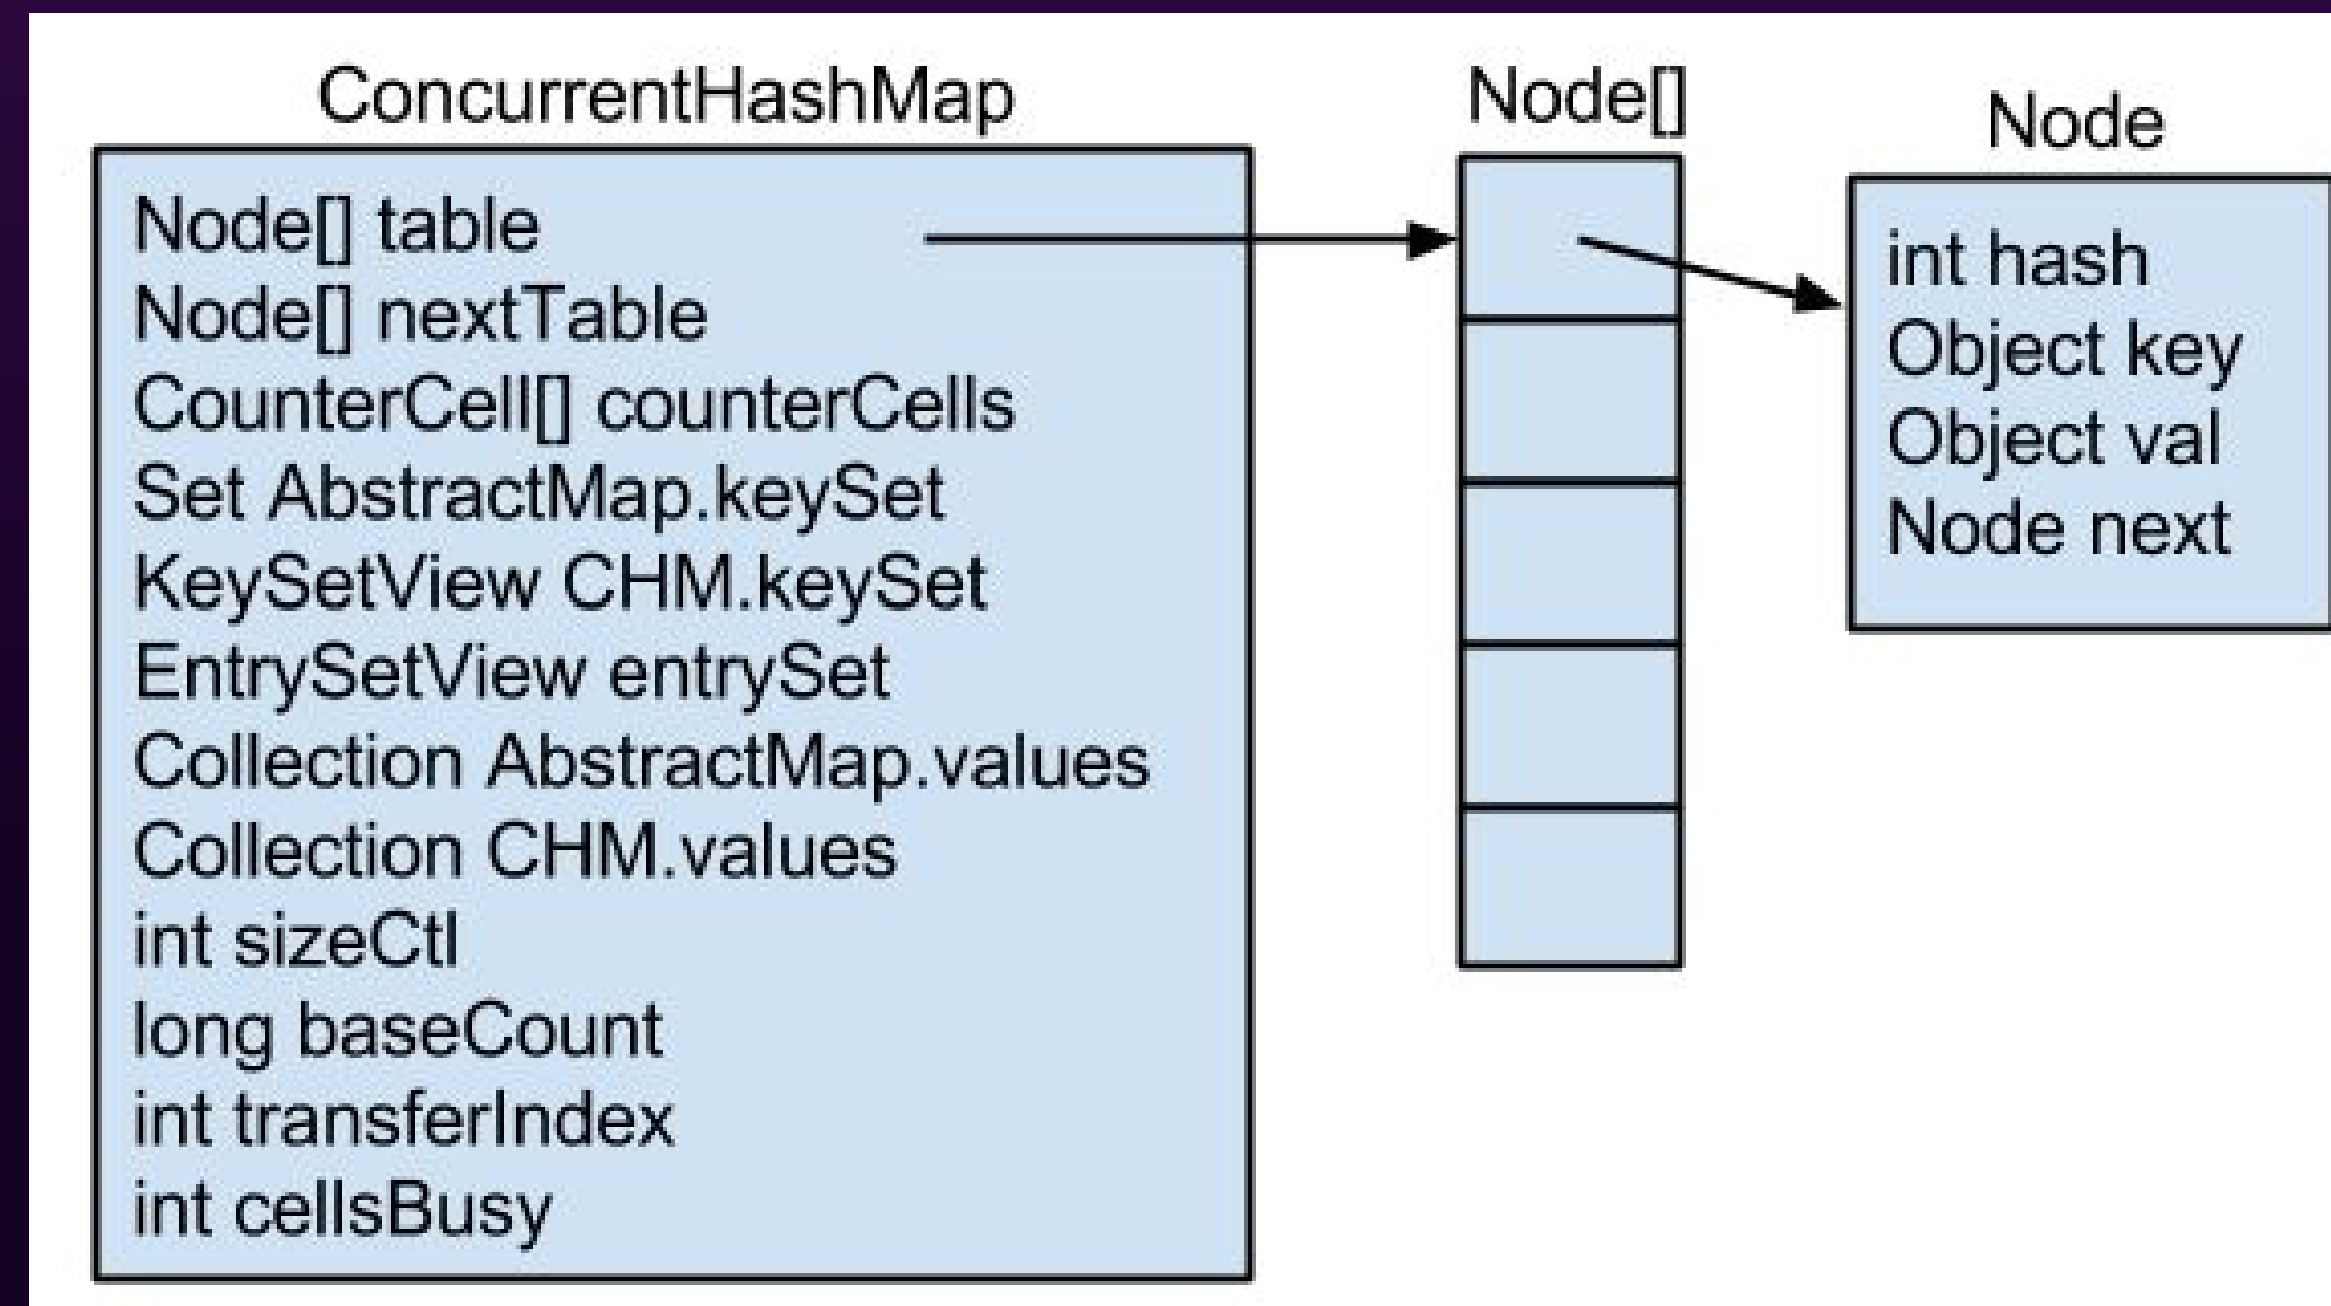 ConcurrentHashMap
Node[] table
Node[] nextTable
CounterCell[] counterCells
Set AbstractMap.keySet
KeySetView CHM.keySet
EntrySetView entrySet
Collection AbstractMap.values
Collection CHM.values
int sizeCtl
long baseCount
int transferIndex
int cellsBusy
Node[]
Node
int hash
Object key
Object val
Node next